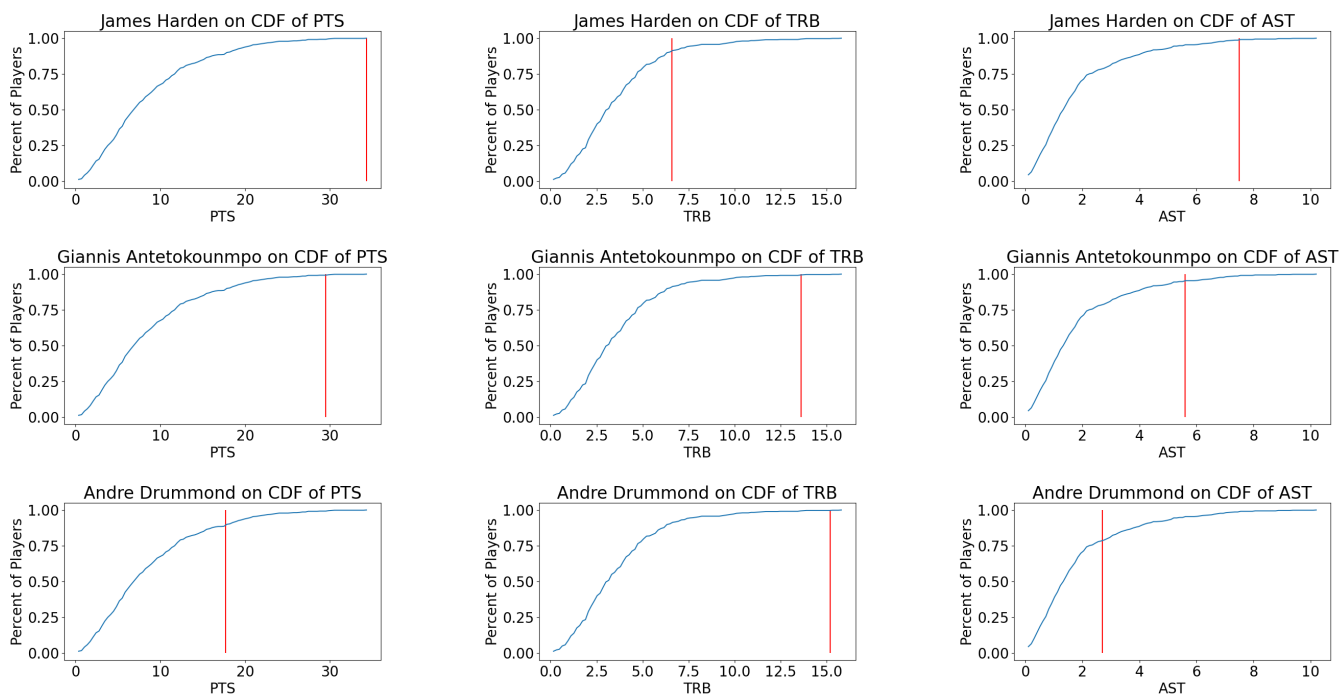 James Harden on CDF of PTS
1.00
0.75
0.50
0.25
0.00
Percent of Players
0 10 20 30
PTS
James Harden on CDF of TRB
1.00
0.75
0.50
0.25
0.00
Percent of Players
0.0 2.5 5.0 7.5 10.0 12.5 15.0
TRB
James Harden on CDF of AST
1.00
0.75
0.50
0.25
0.00
Percent of Players
0 2 4 6 8 10
AST
Giannis Antetokounmpo on CDF of PTS
1.00
0.75
0.50
0.25
0.00
Percent of Players
0 10 20 30
PTS
Giannis Antetokounmpo on CDF of TRB
1.00
0.75
0.50
0.25
0.00
Percent of Players
0.0 2.5 5.0 7.5 10.0 12.5 15.0
TRB
Giannis Antetokounmpo on CDF of AST
1.00
0.75
0.50
0.25
0.00
Percent of Players
0 2 4 6 8 10
AST
Andre Drummond on CDF of PTS
1.00
0.75
0.50
0.25
0.00
Percent of Players
0 10 20 30
PTS
Andre Drummond on CDF of TRB
1.00
0.75
0.50
0.25
0.00
Percent of Players
0.0 2.5 5.0 7.5 10.0 12.5 15.0
TRB
Andre Drummond on CDF of AST
1.00
0.75
0.50
0.25
0.00
Percent of Players
0 2 4 6 8 10
AST